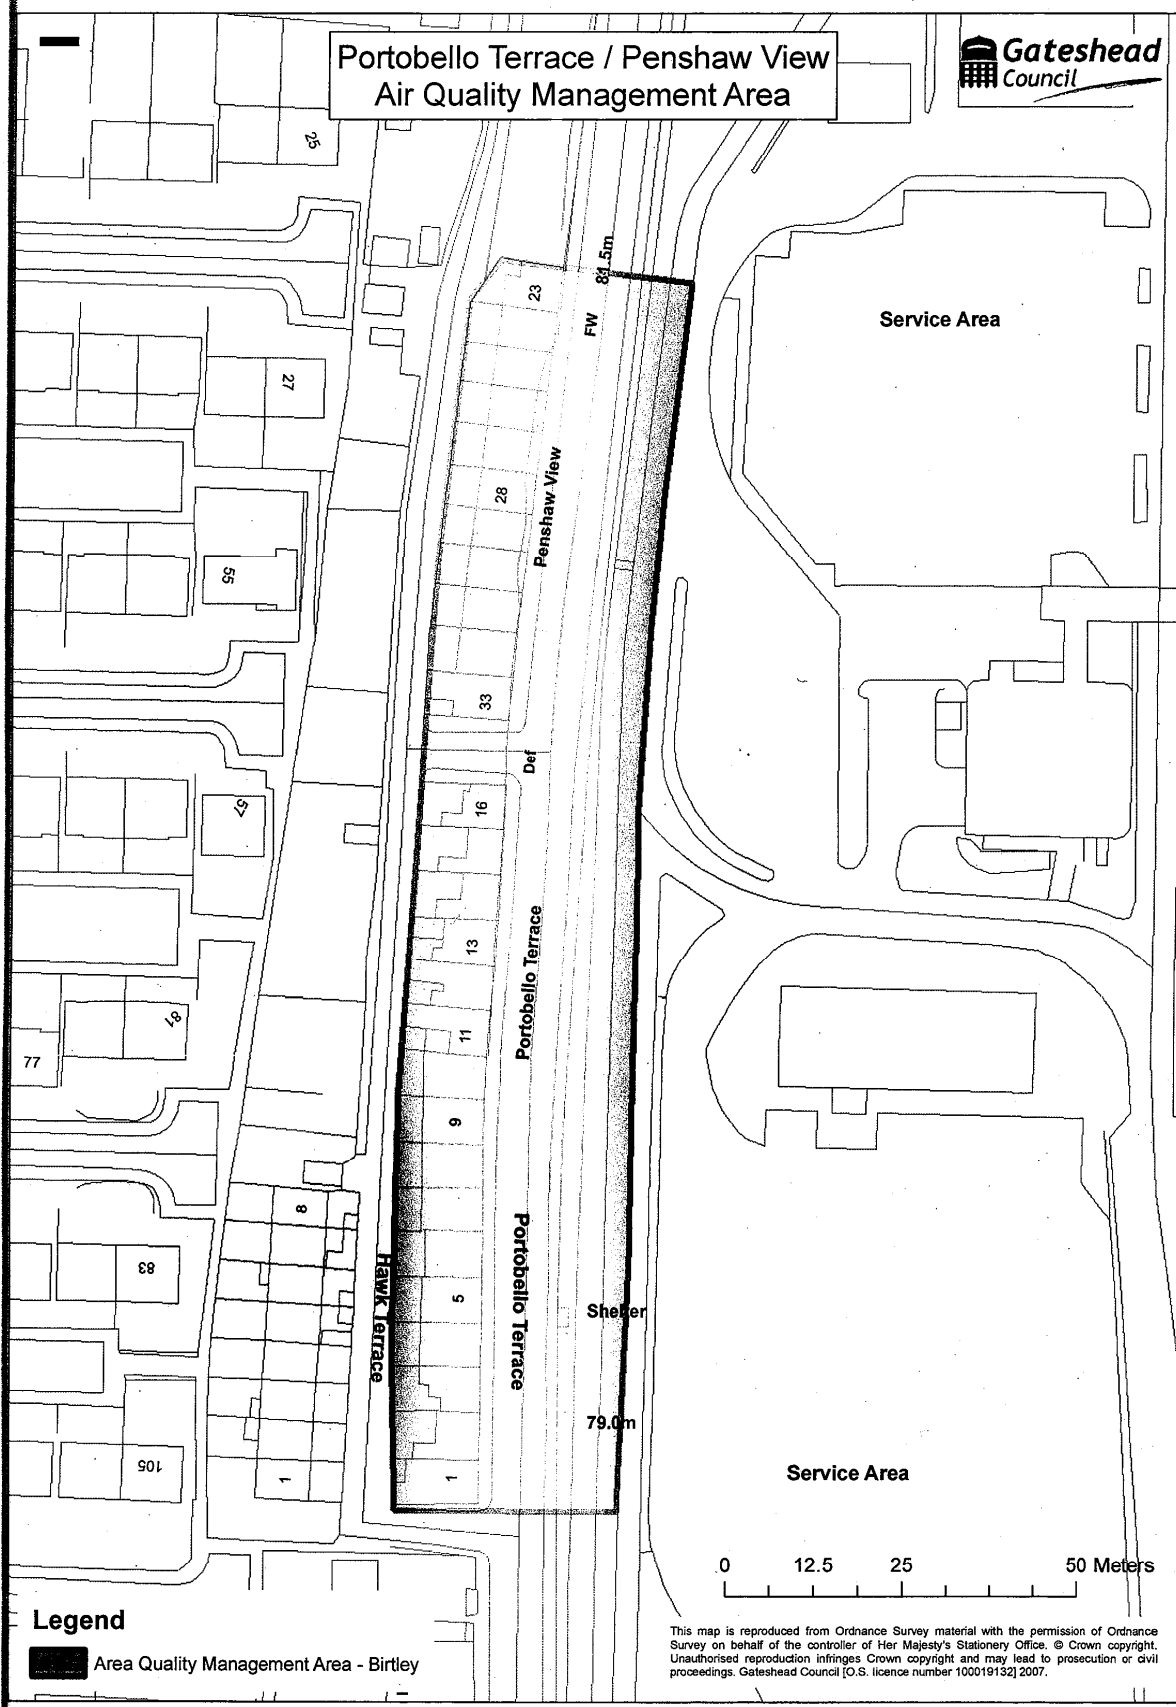 Portobello Terrace / Penshaw View
Air Quality Management Area
Gateshead
Council
25
81.5m
23
FW
Service Area
27
28
Penshaw View
55
33
Def
16
57
13
Portobello Terrace
11
81
77
9
8
83
Hawk Terrace
5
Portobello Terrace
Shelter
79.0m
105
1
1
Service Area
0 12.5 25 50 Meters
Legend
Area Quality Management Area - Birtley
This map is reproduced from Ordnance Survey material with the permission of Ordnance
Survey on behalf of the controller of Her Majesty's Stationery Office. © Crown copyright.
Unauthorised reproduction infringes Crown copyright and may lead to prosecution or civil
proceedings. Gateshead Council [O.S. licence number 100019132] 2007.